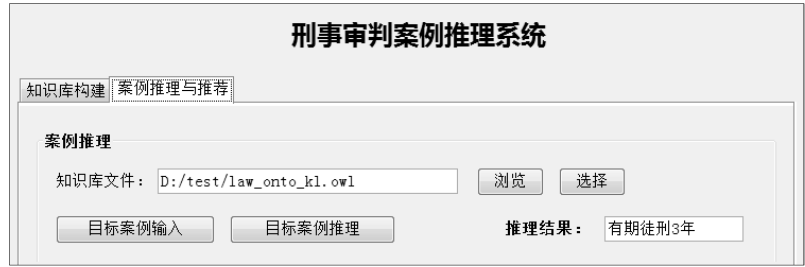 刑事审判案例推理系统
知识库构建 案例推理与推荐
案例推理
知识库文件： D:/test/law_onto_kl.owl 浏览 选择
目标案例输入 目标案例推理 推理结果： 有期徒刑3年